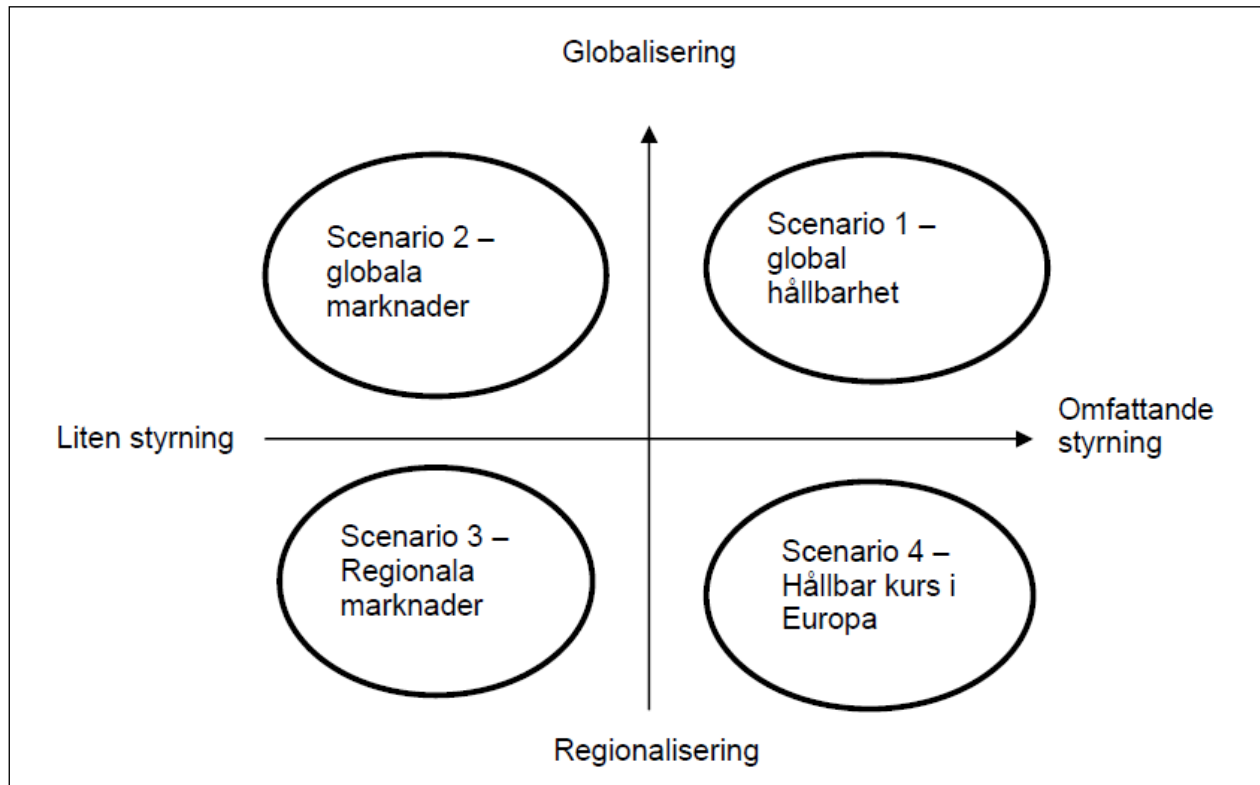 Globalisering
Scenario 2 –
globala
marknader
Scenario 1 –
global
hållbarhet
Liten styrning
Omfattande
styrning
Scenario 3 –
Regionala
marknader
Scenario 4 –
Hållbar kurs i
Europa
Regionalisering